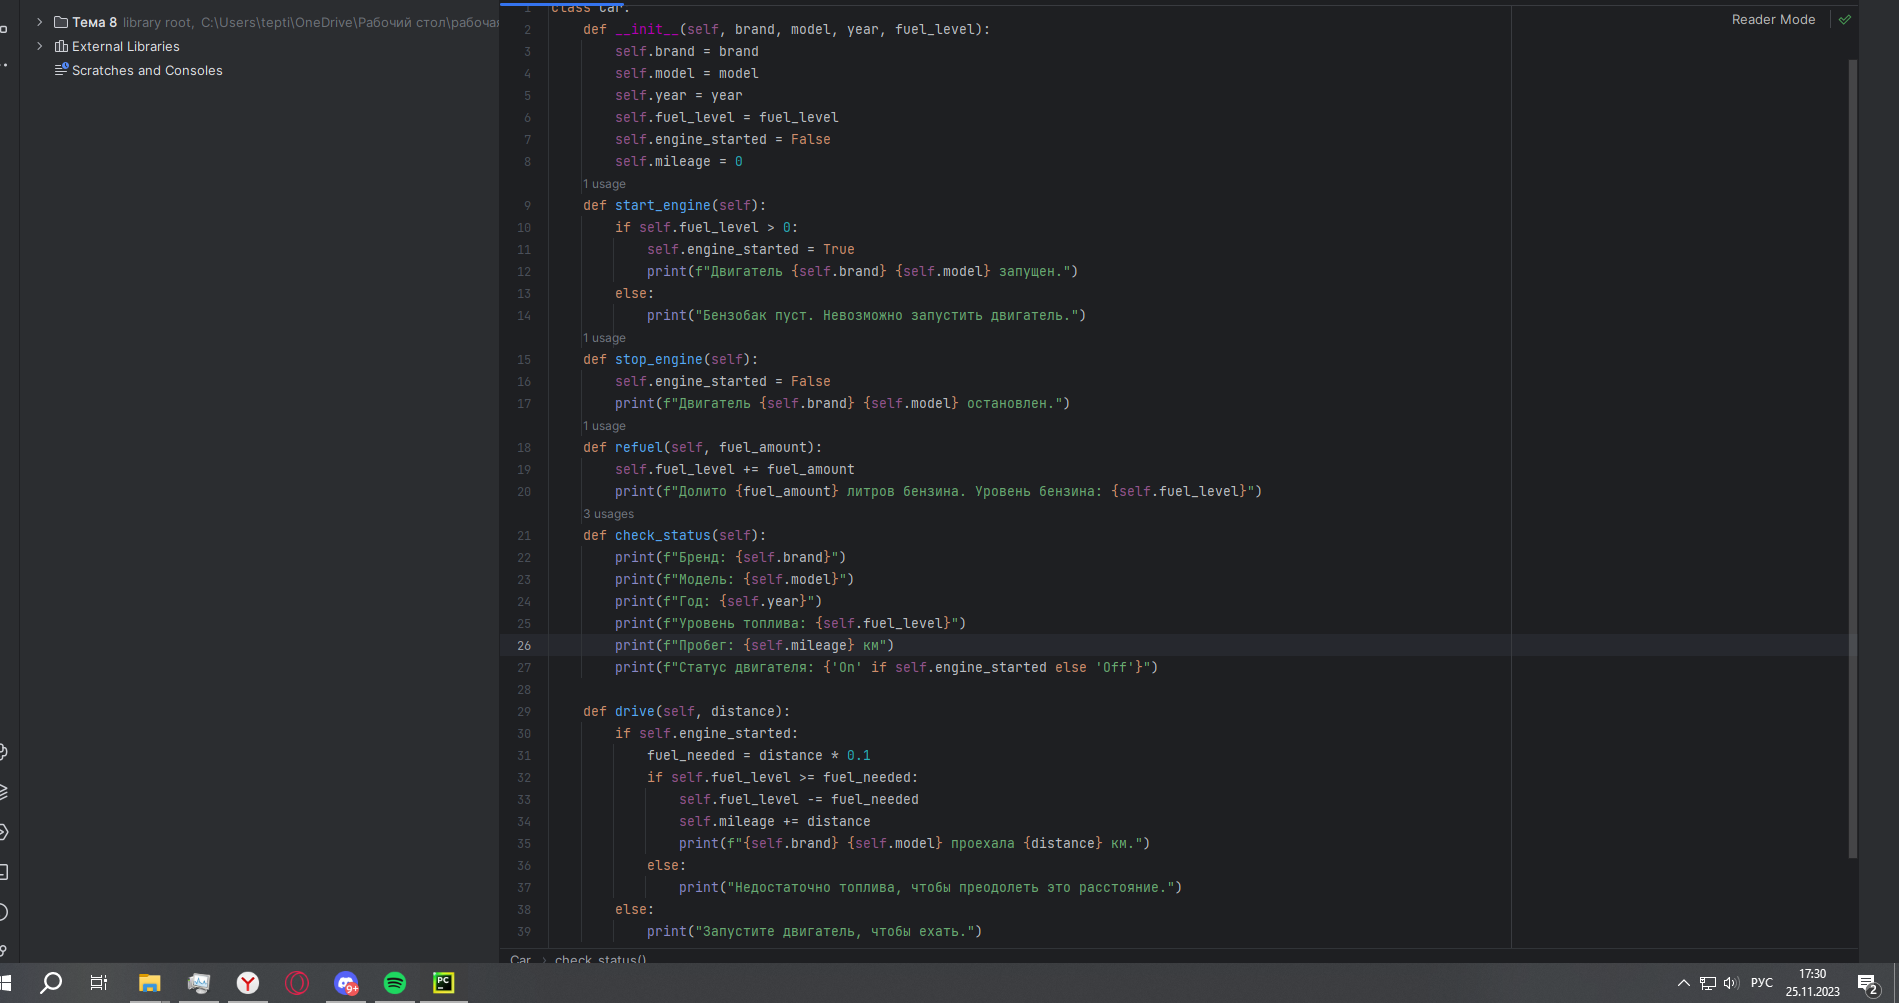 Тема 8 library root, C:\Users\tepti\OneDrive\Рабочий стол\рабочая
External Libraries
Scratches and Consoles
Reader Mode
1 class Car:
2 def __init__(self, brand, model, year, fuel_level):
3 self.brand = brand
4 self.model = model
5 self.year = year
6 self.fuel_level = fuel_level
7 self.engine_started = False
8 self.mileage = 0
1 usage
9 def start_engine(self):
10 if self.fuel_level > 0:
11 self.engine_started = True
12 print(f"Двигатель {self.brand} {self.model} запущен.")
13 else:
14 print("Бензобак пуст. Невозможно запустить двигатель.")
1 usage
15 def stop_engine(self):
16 self.engine_started = False
17 print(f"Двигатель {self.brand} {self.model} остановлен.")
1 usage
18 def refuel(self, fuel_amount):
19 self.fuel_level += fuel_amount
20 print(f"Долито {fuel_amount} литров бензина. Уровень бензина: {self.fuel_level}")
3 usages
21 def check_status(self):
22 print(f"Бренд: {self.brand}")
23 print(f"Модель: {self.model}")
24 print(f"Год: {self.year}")
25 print(f"Уровень топлива: {self.fuel_level}")
26 print(f"Пробег: {self.mileage} км")
27 print(f"Статус двигателя: {'On' if self.engine_started else 'Off'}")
28
29 def drive(self, distance):
30 if self.engine_started:
31 fuel_needed = distance * 0.1
32 if self.fuel_level >= fuel_needed:
33 self.fuel_level -= fuel_needed
34 self.mileage += distance
35 print(f"{self.brand} {self.model} проехала {distance} км.")
36 else:
37 print("Недостаточно топлива, чтобы преодолеть это расстояние.")
38 else:
39 print("Запустите двигатель, чтобы ехать.")
Car > check_status()
9+
PC
РУС
17:30
25.11.2023
2